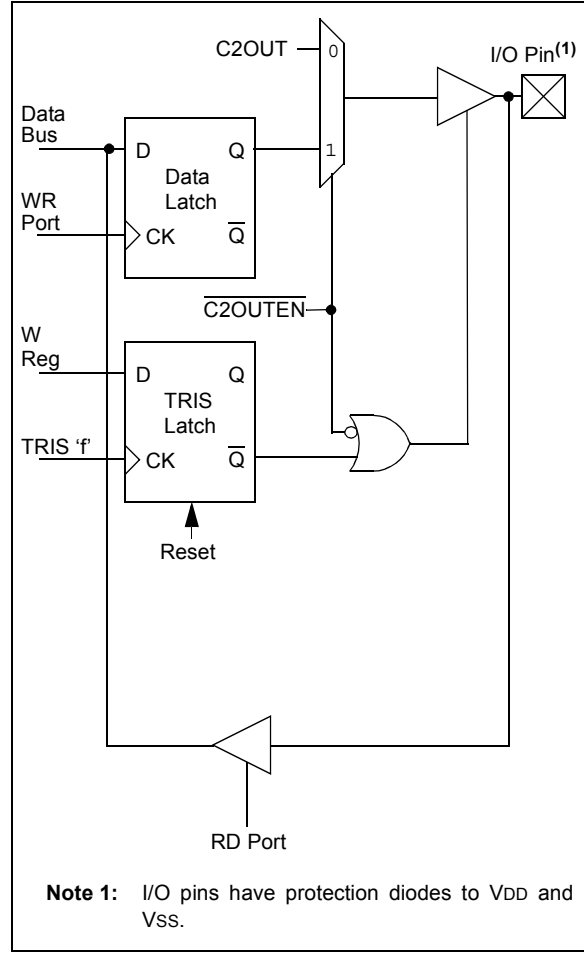 C2OUT
0
I/O Pin(1)
Data
Bus
D
Q
1
Data
Latch
WR
Port
CK
Q̅
C̅2̅O̅U̅T̅E̅N̅
W
Reg
D
Q
TRIS
Latch
TRIS ‘f’
CK
Q̅
Reset
RD Port
Note 1: I/O pins have protection diodes to VDD and
VSS.